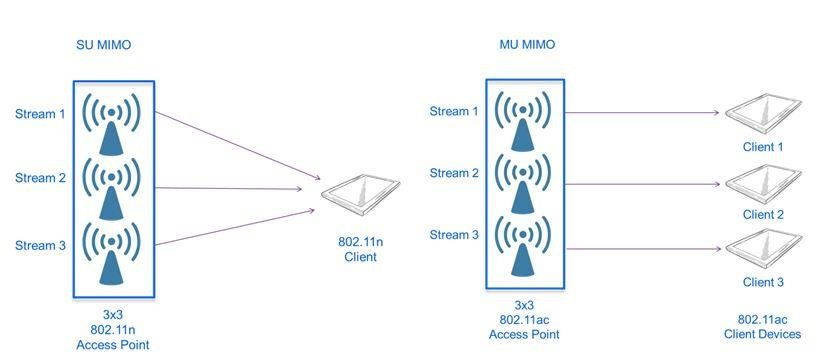 SU MIMO
Stream 1
Stream 2
Stream 3
802.11n
Client
3x3
802.11n
Access Point
MU MIMO
Stream 1
Stream 2
Stream 3
Client 1
Client 2
Client 3
3x3
802.11ac
Access Point
802.11ac
Client Devices